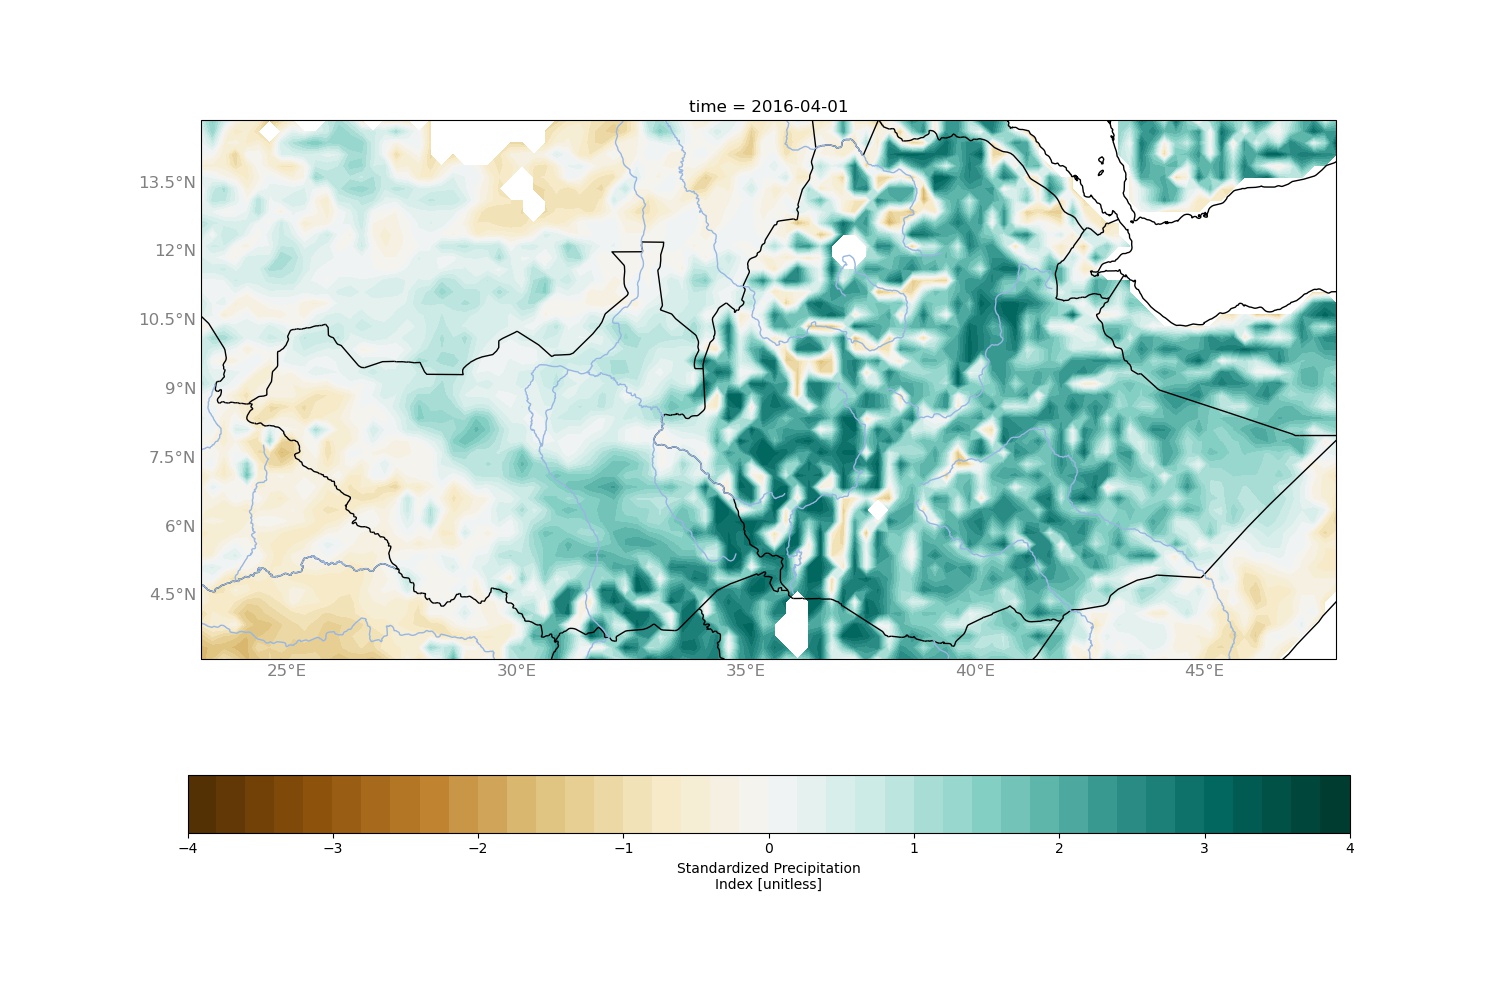 time = 2016-04-01
13.5°N
12°N
10.5°N
9°N
7.5°N
6°N
4.5°N
25°E 30°E 35°E 40°E 45°E
−4 −3 −2 −1 0 1 2 3 4
Standardized Precipitation
Index [unitless]